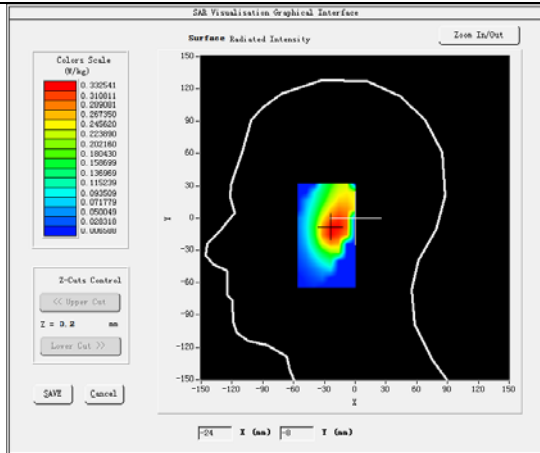 SAR Visualisation Graphical Interface
Surface Radiated Intensity
Zoom In/Out
Colors Scale
(W/kg)
0.332541
0.310811
0.289081
0.267350
0.245620
0.223890
0.202160
0.180430
0.158699
0.136969
0.115239
0.093509
0.071779
0.050049
0.028318
0.006588
Z-Cuts Control
<< Upper Cut
Z = 0.2 mm
Lower Cut >>
SAVE
Cancel
150
120
90
60
30
0
-30
-60
-90
-120
-150
Y
-150 -120 -90 -60 -30 0 30 60 90 120 150
X
-24 X (mm) -8 Y (mm)